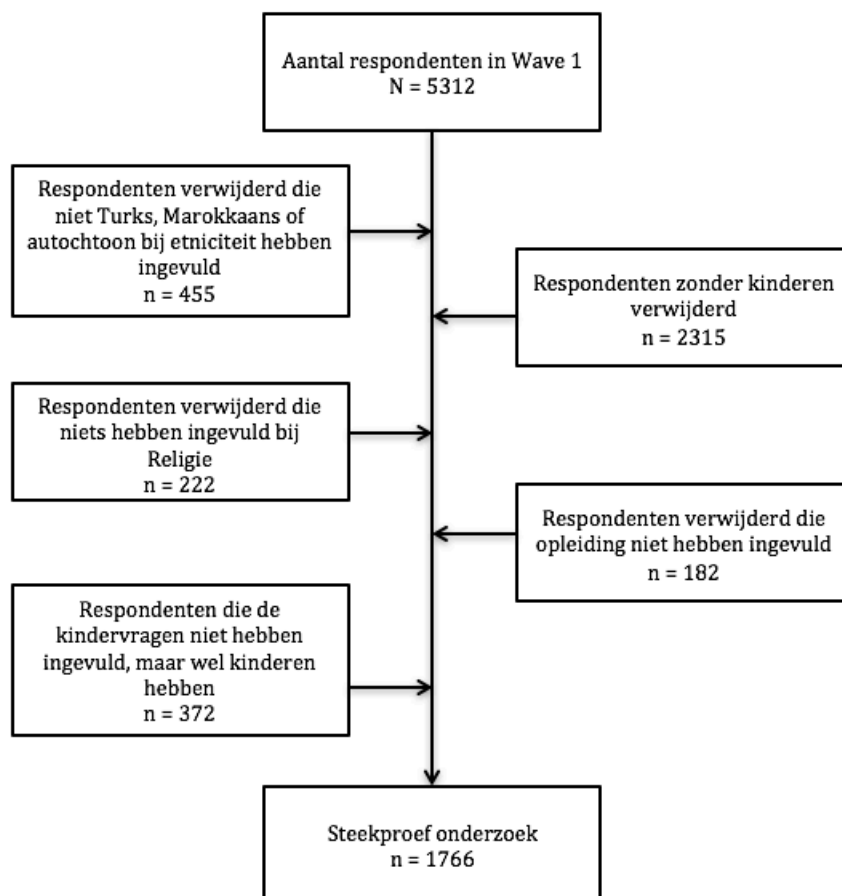 Aantal respondenten in Wave 1
N = 5312
Respondenten verwijderd die
niet Turks, Marokkaans of
autochtoon bij etniciteit hebben
ingevuld
n = 455
Respondenten zonder kinderen
verwijderd
n = 2315
Respondenten verwijderd die
niets hebben ingevuld bij
Religie
n = 222
Respondenten verwijderd die
opleiding niet hebben ingevuld
n = 182
Respondenten die de
kindervragen niet hebben
ingevuld, maar wel kinderen
hebben
n = 372
Steekproef onderzoek
n = 1766